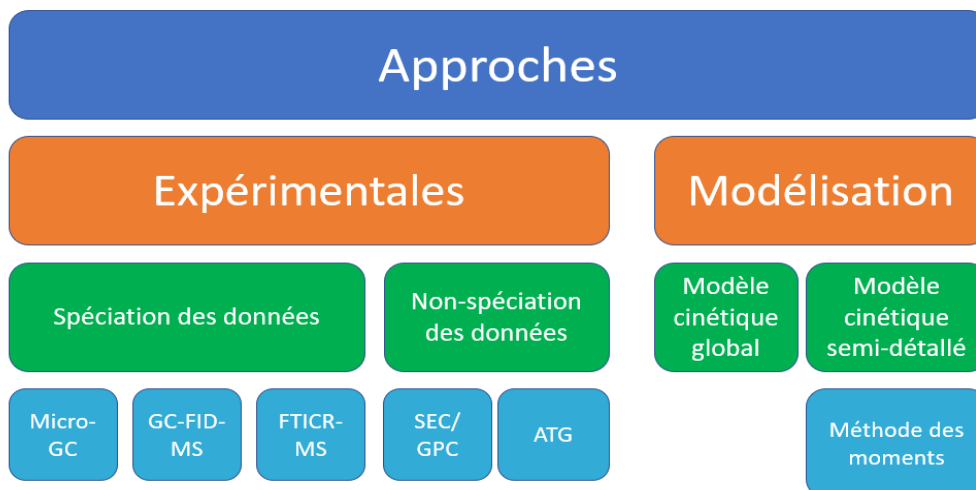 Approches
Expérimentales
Modélisation
Spéciation des données
Non-spéciation
des données
Modèle
cinétique
global
Modèle
cinétique
semi-détallé
Micro-
GC
GC-FID-
MS
FTICR-
MS
SEC/
GPC
ATG
Méthode des
moments